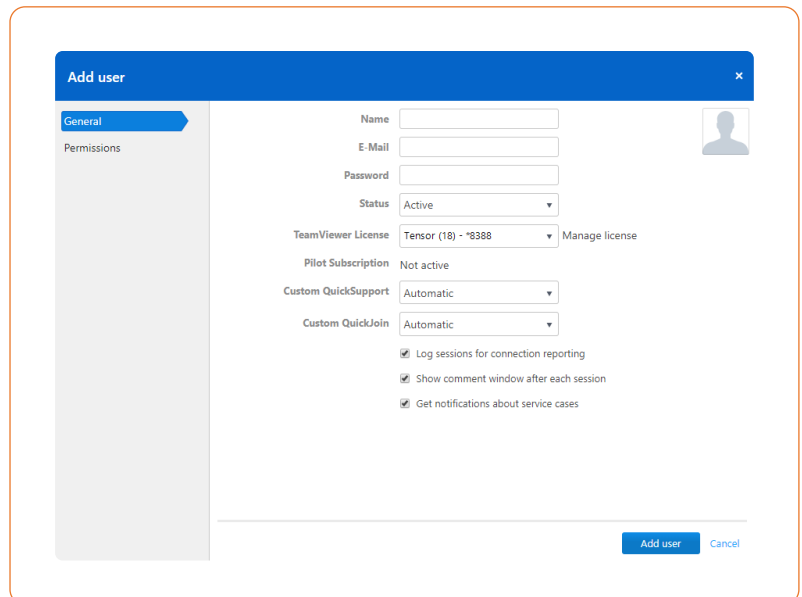 Add user
×
General
Permissions
Name
E-Mail
Password
Status Active
TeamViewer License Tensor (18) - *8388 Manage license
Pilot Subscription Not active
Custom QuickSupport Automatic
Custom QuickJoin Automatic
Log sessions for connection reporting
Show comment window after each session
Get notifications about service cases
Add user Cancel